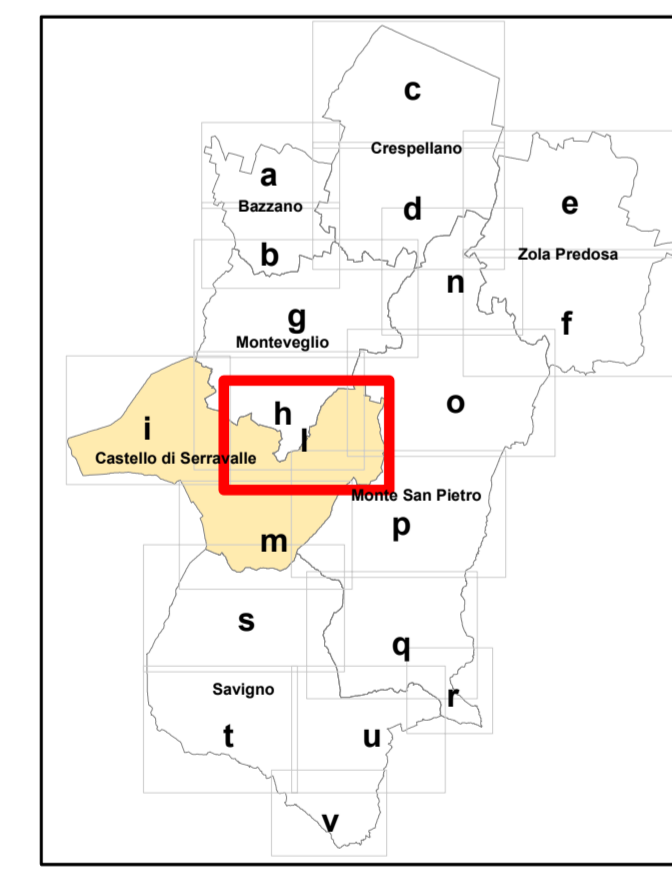 c
Crespellano
a
e
Bazzano
d
b
Zola Predosa
n
g
f
Monteveglio
h
o
i
l
Castello di Serravalle
Monte San Pietro
p
m
s
q
Savigno
r
t
u
v